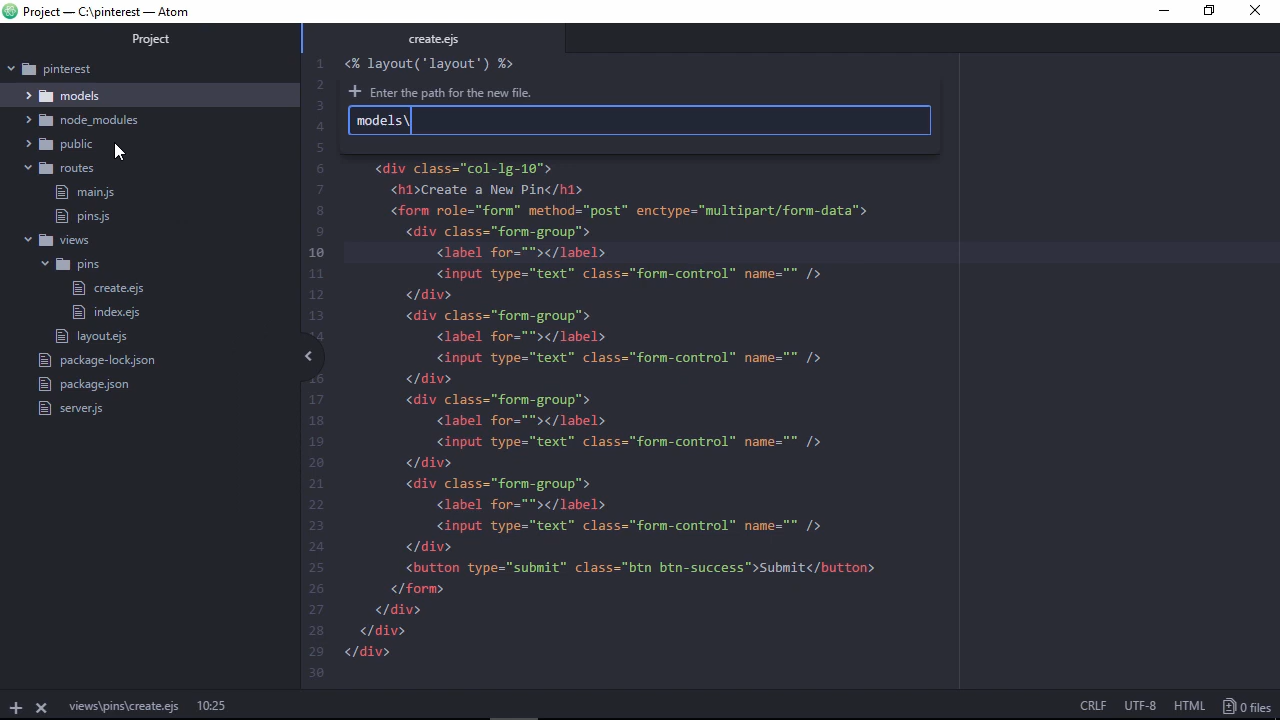 Project — C:\pinterest — Atom
Project
pinterest
models
node_modules
public
routes
main.js
pins.js
views
pins
create.ejs
index.ejs
layout.ejs
package-lock.json
package.json
server.js
create.ejs
1 <% layout('layout') %>
2
Enter the path for the new file.
3
models\
4
5
6 <div class="col-lg-10">
7 <h1>Create a New Pin</h1>
8 <form role="form" method="post" enctype="multipart/form-data">
9 <div class="form-group">
10 <label for=""></label>
11 <input type="text" class="form-control" name="" />
12 </div>
13 <div class="form-group">
14 <label for=""></label>
<input type="text" class="form-control" name="" />
16 </div>
17 <div class="form-group">
18 <label for=""></label>
19 <input type="text" class="form-control" name="" />
20 </div>
21 <div class="form-group">
22 <label for=""></label>
23 <input type="text" class="form-control" name="" />
24 </div>
25 <button type="submit" class="btn btn-success">Submit</button>
26 </form>
27 </div>
28 </div>
29 </div>
30
views\pins\create.ejs 10:25 CRLF UTF-8 HTML 0 files